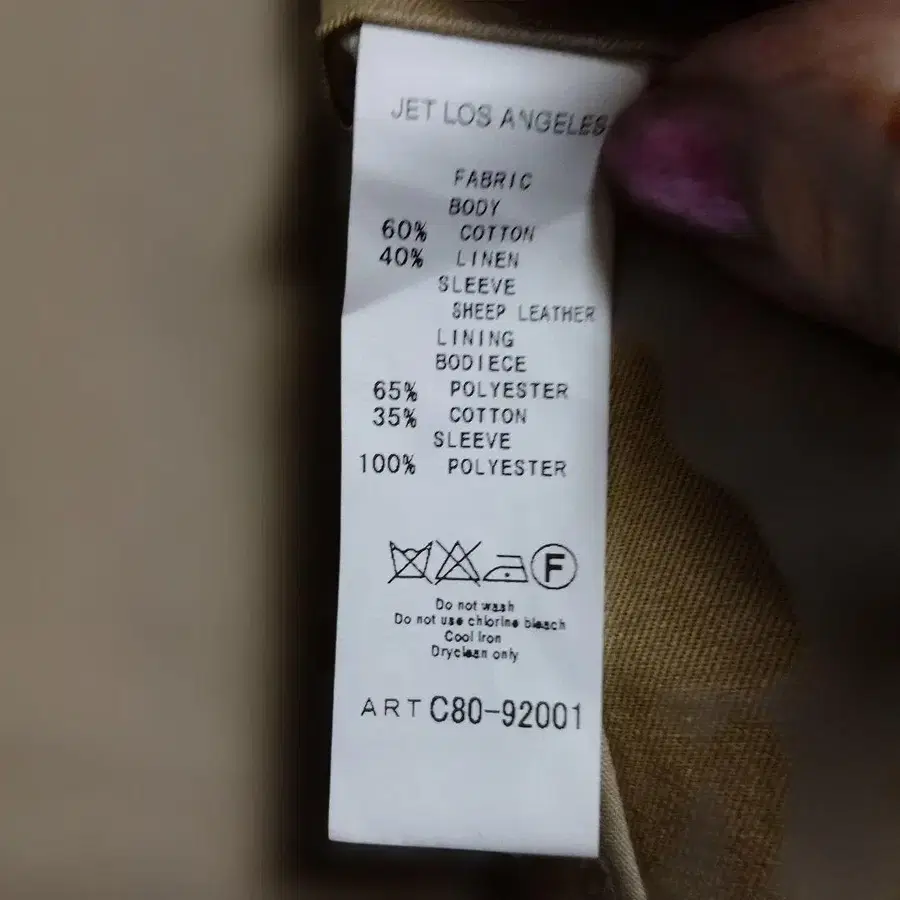 JET LOS ANGELES
FABRIC
BODY
60% COTTON
40% LINEN
SLEEVE
SHEEP LEATHER
LINING
BODIECE
65% POLYESTER
35% COTTON
SLEEVE
100% POLYESTER
F
Do not wash
Do not use chlorine bleach
Cool Iron
Dryclean only
ART C80-92001